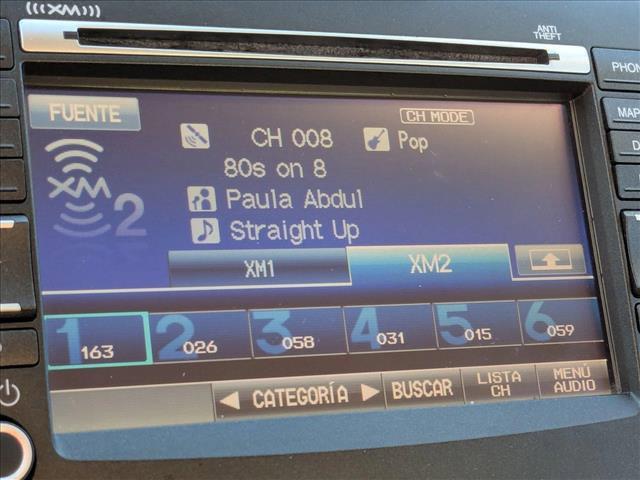 (((XM)))
ANTI THEFT
PHON
MAP
FUENTE
CH MODE
CH 008 Pop
80s on 8
XM 2
Paula Abdul
Straight Up
XM1 XM2
1 163 2 026 3 058 4 031 5 015 6 059
CATEGORÍA BUSCAR LISTA CH MENÚ AUDIO